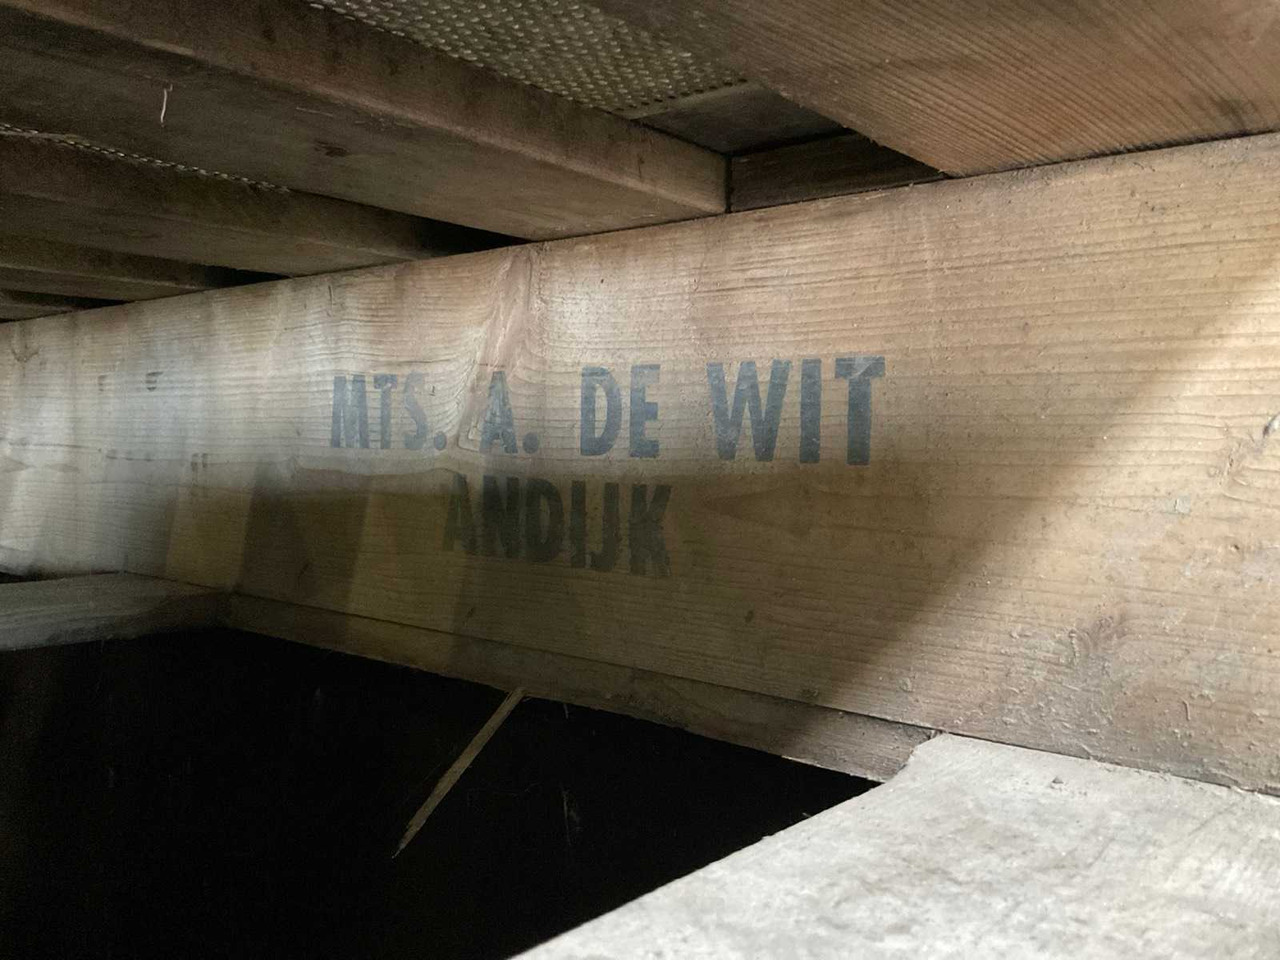 MTS. A. DE WIT
ANDIJK